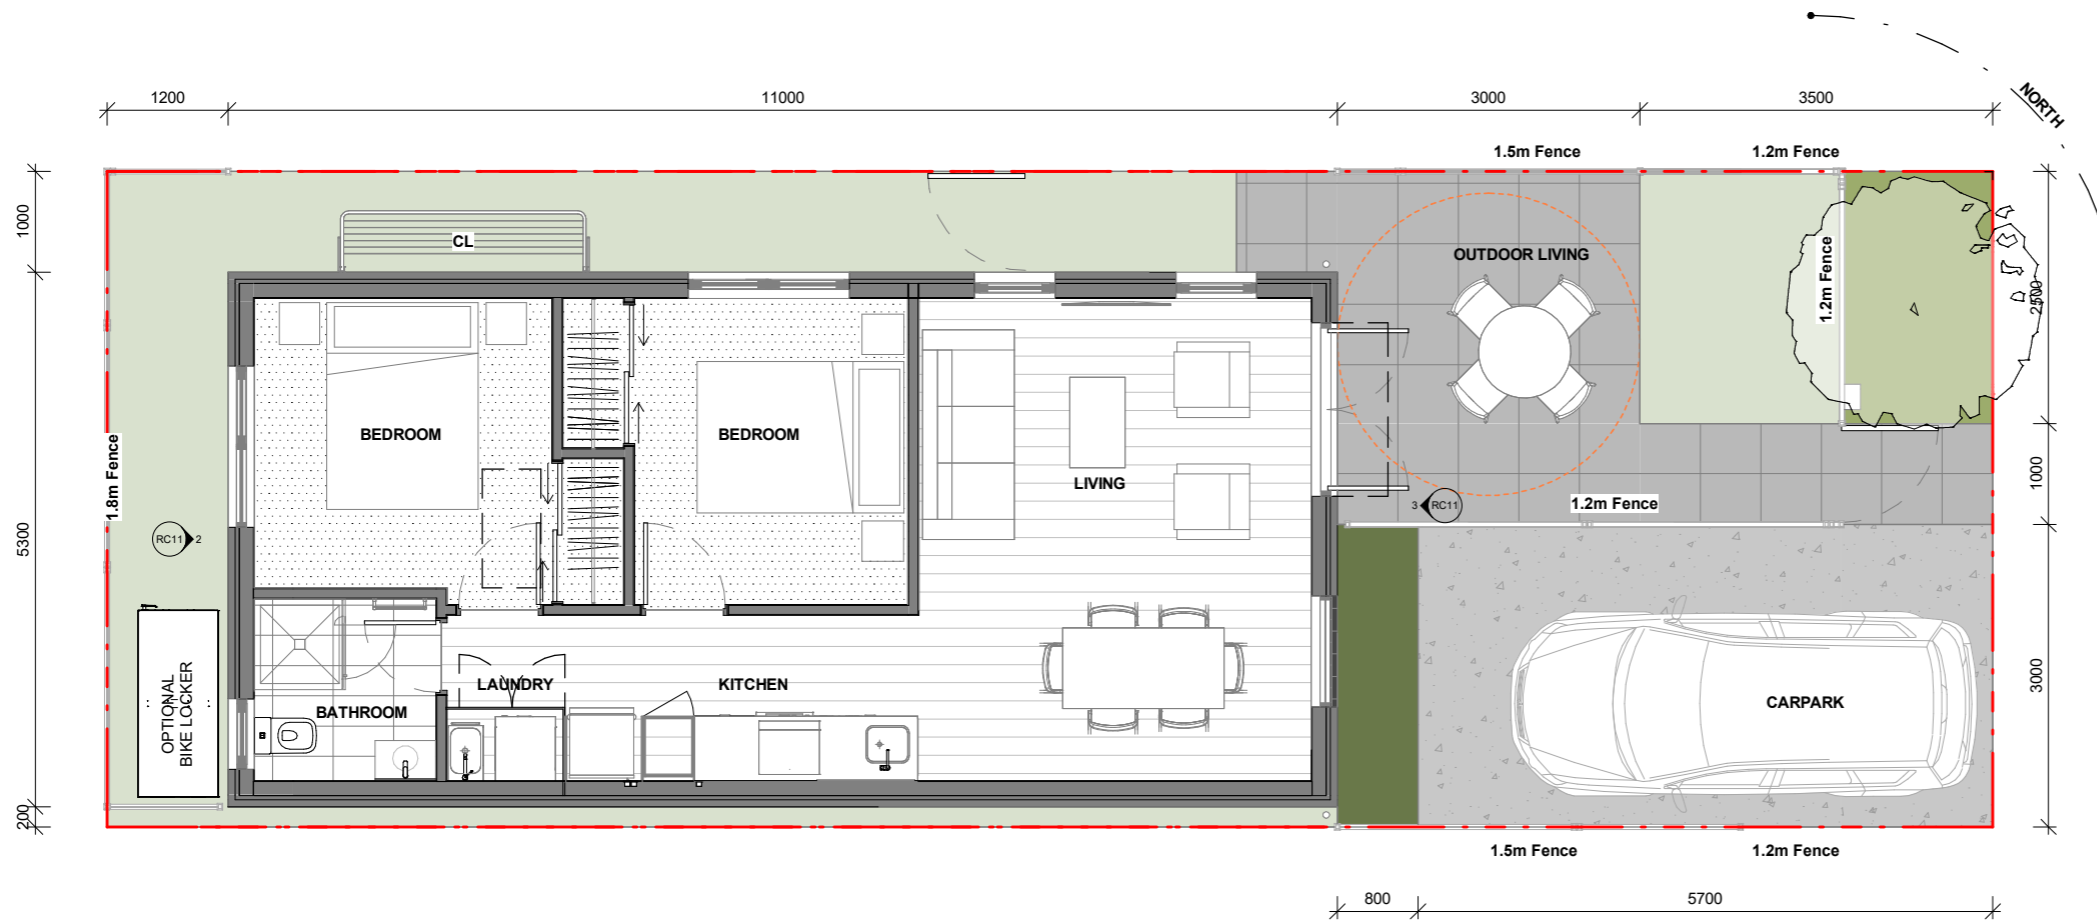 1200
11000
3000
3500
NORTH
1.5m Fence
1.2m Fence
1000
CL
OUTDOOR LIVING
1.2m Fence
2500
BEDROOM
BEDROOM
LIVING
1.8m Fence
1000
3 RC11
1.2m Fence
RC11 2
5300
OPTIONAL
BIKE LOCKER
LAUNDRY
KITCHEN
BATHROOM
CARPARK
3000
200
1.5m Fence
1.2m Fence
800
5700